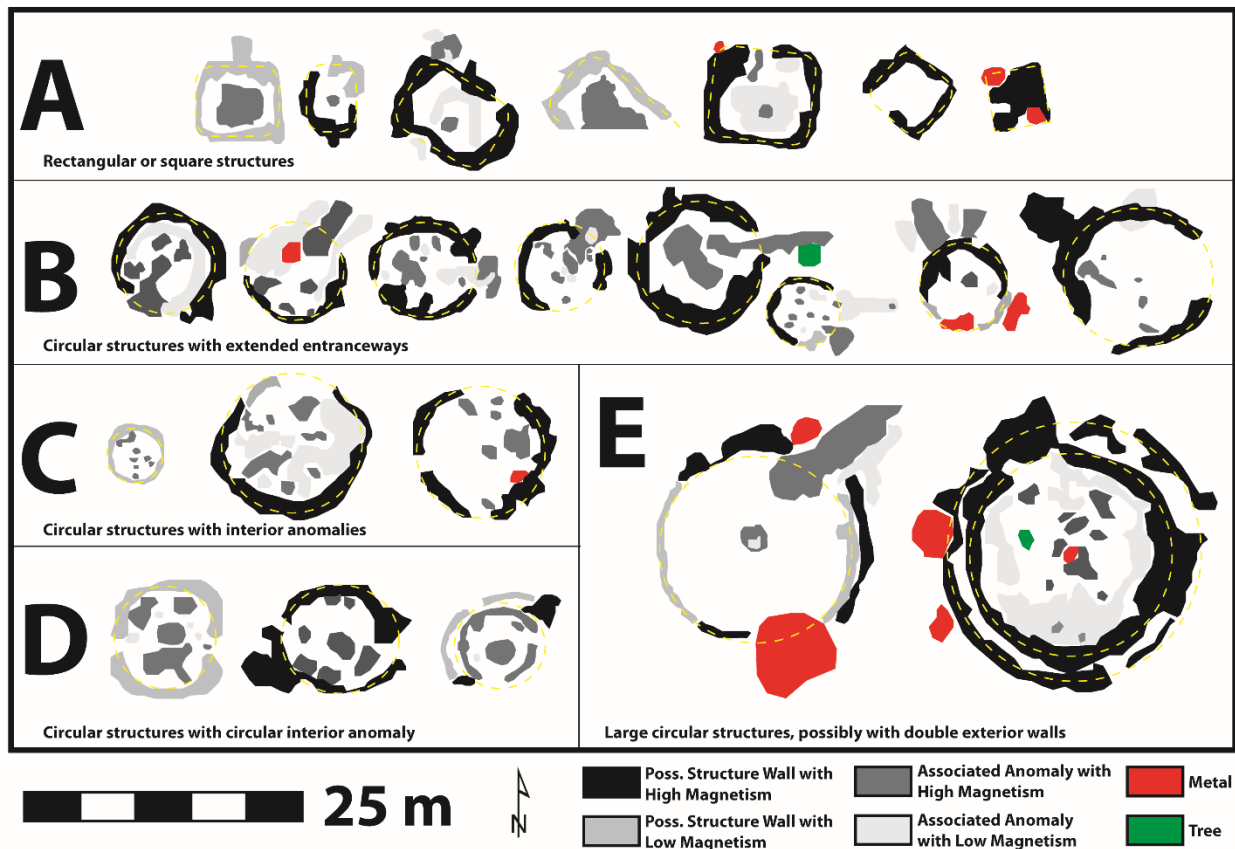 A
Rectangular or square structures
B
Circular structures with extended entranceways
C
Circular structures with interior anomalies
D
Circular structures with circular interior anomaly
E
Large circular structures, possibly with double exterior walls
25 m
N
Poss. Structure Wall with
High Magnetism
Poss. Structure Wall with
Low Magnetism
Associated Anomaly with
High Magnetism
Associated Anomaly
with Low Magnetism
Metal
Tree